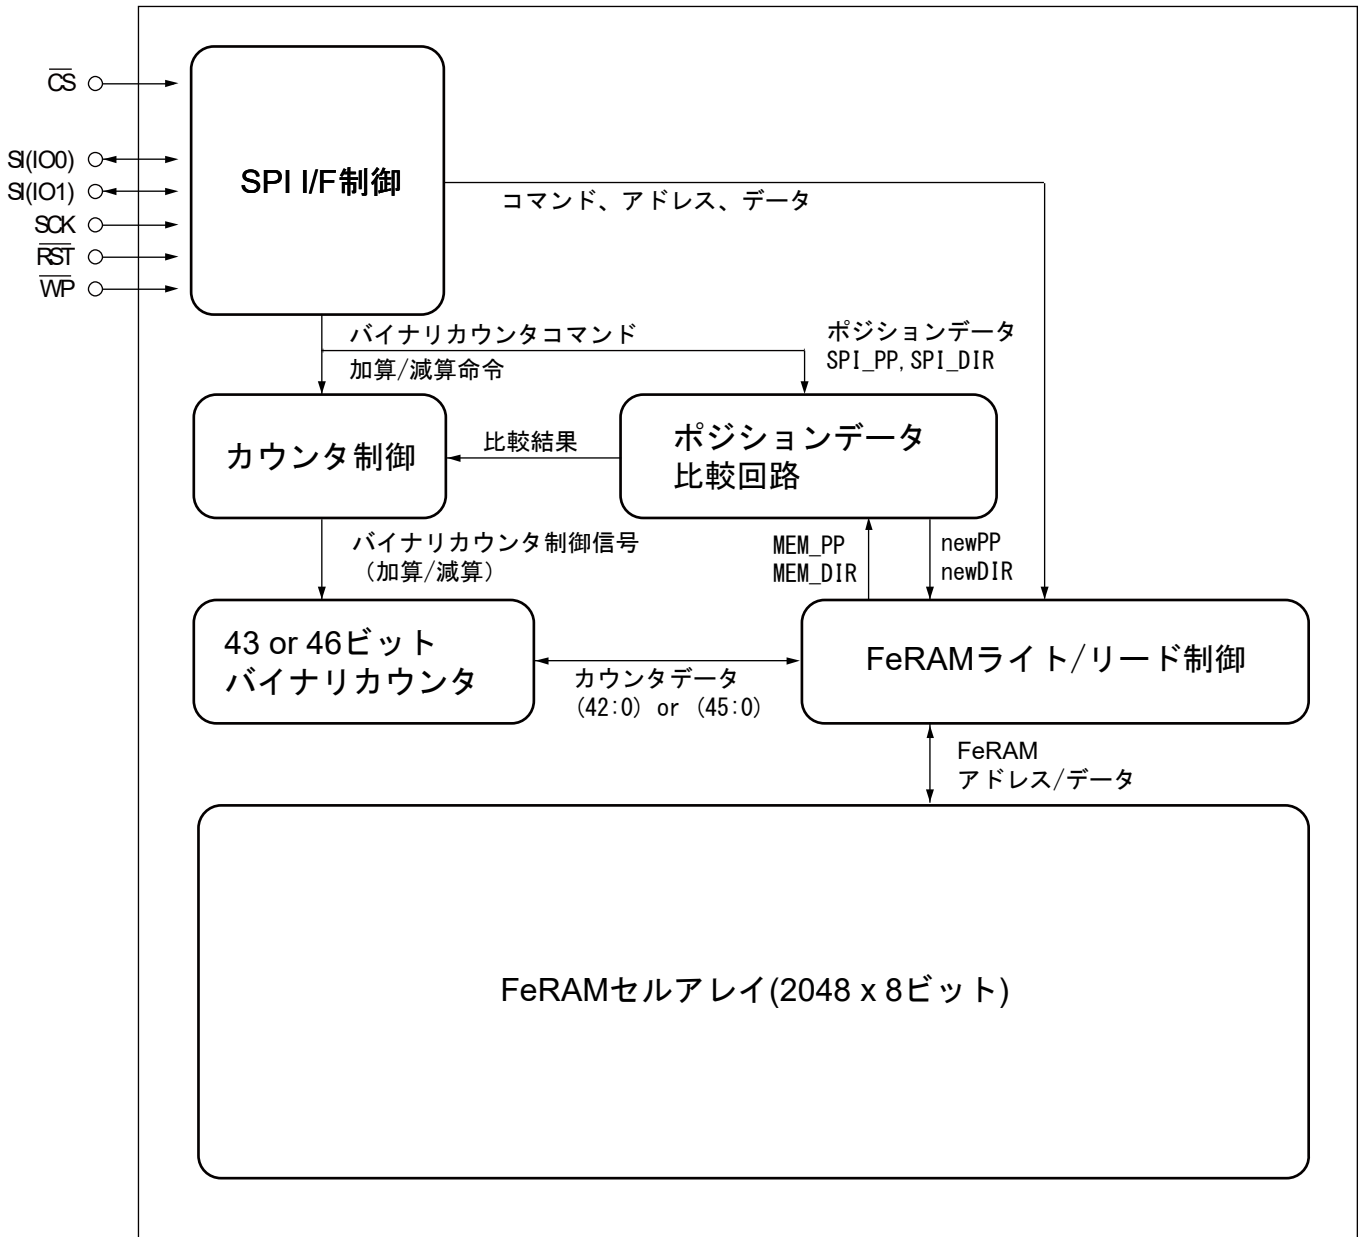 CS
SI(IO0)
SI(IO1)
SCK
RST
WP
SPI I/F制御
コマンド、アドレス、データ
バイナリカウンタコマンド
加算/減算命令
ポジションデータ
SPI_PP, SPI_DIR
カウンタ制御
比較結果
ポジションデータ
比較回路
バイナリカウンタ制御信号
（加算/減算）
MEM_PP
MEM_DIR
newPP
newDIR
43 or 46ビット
バイナリカウンタ
カウンタデータ
(42:0) or (45:0)
FeRAMライト/リード制御
FeRAM
アドレス/データ
FeRAMセルアレイ(2048 x 8ビット)